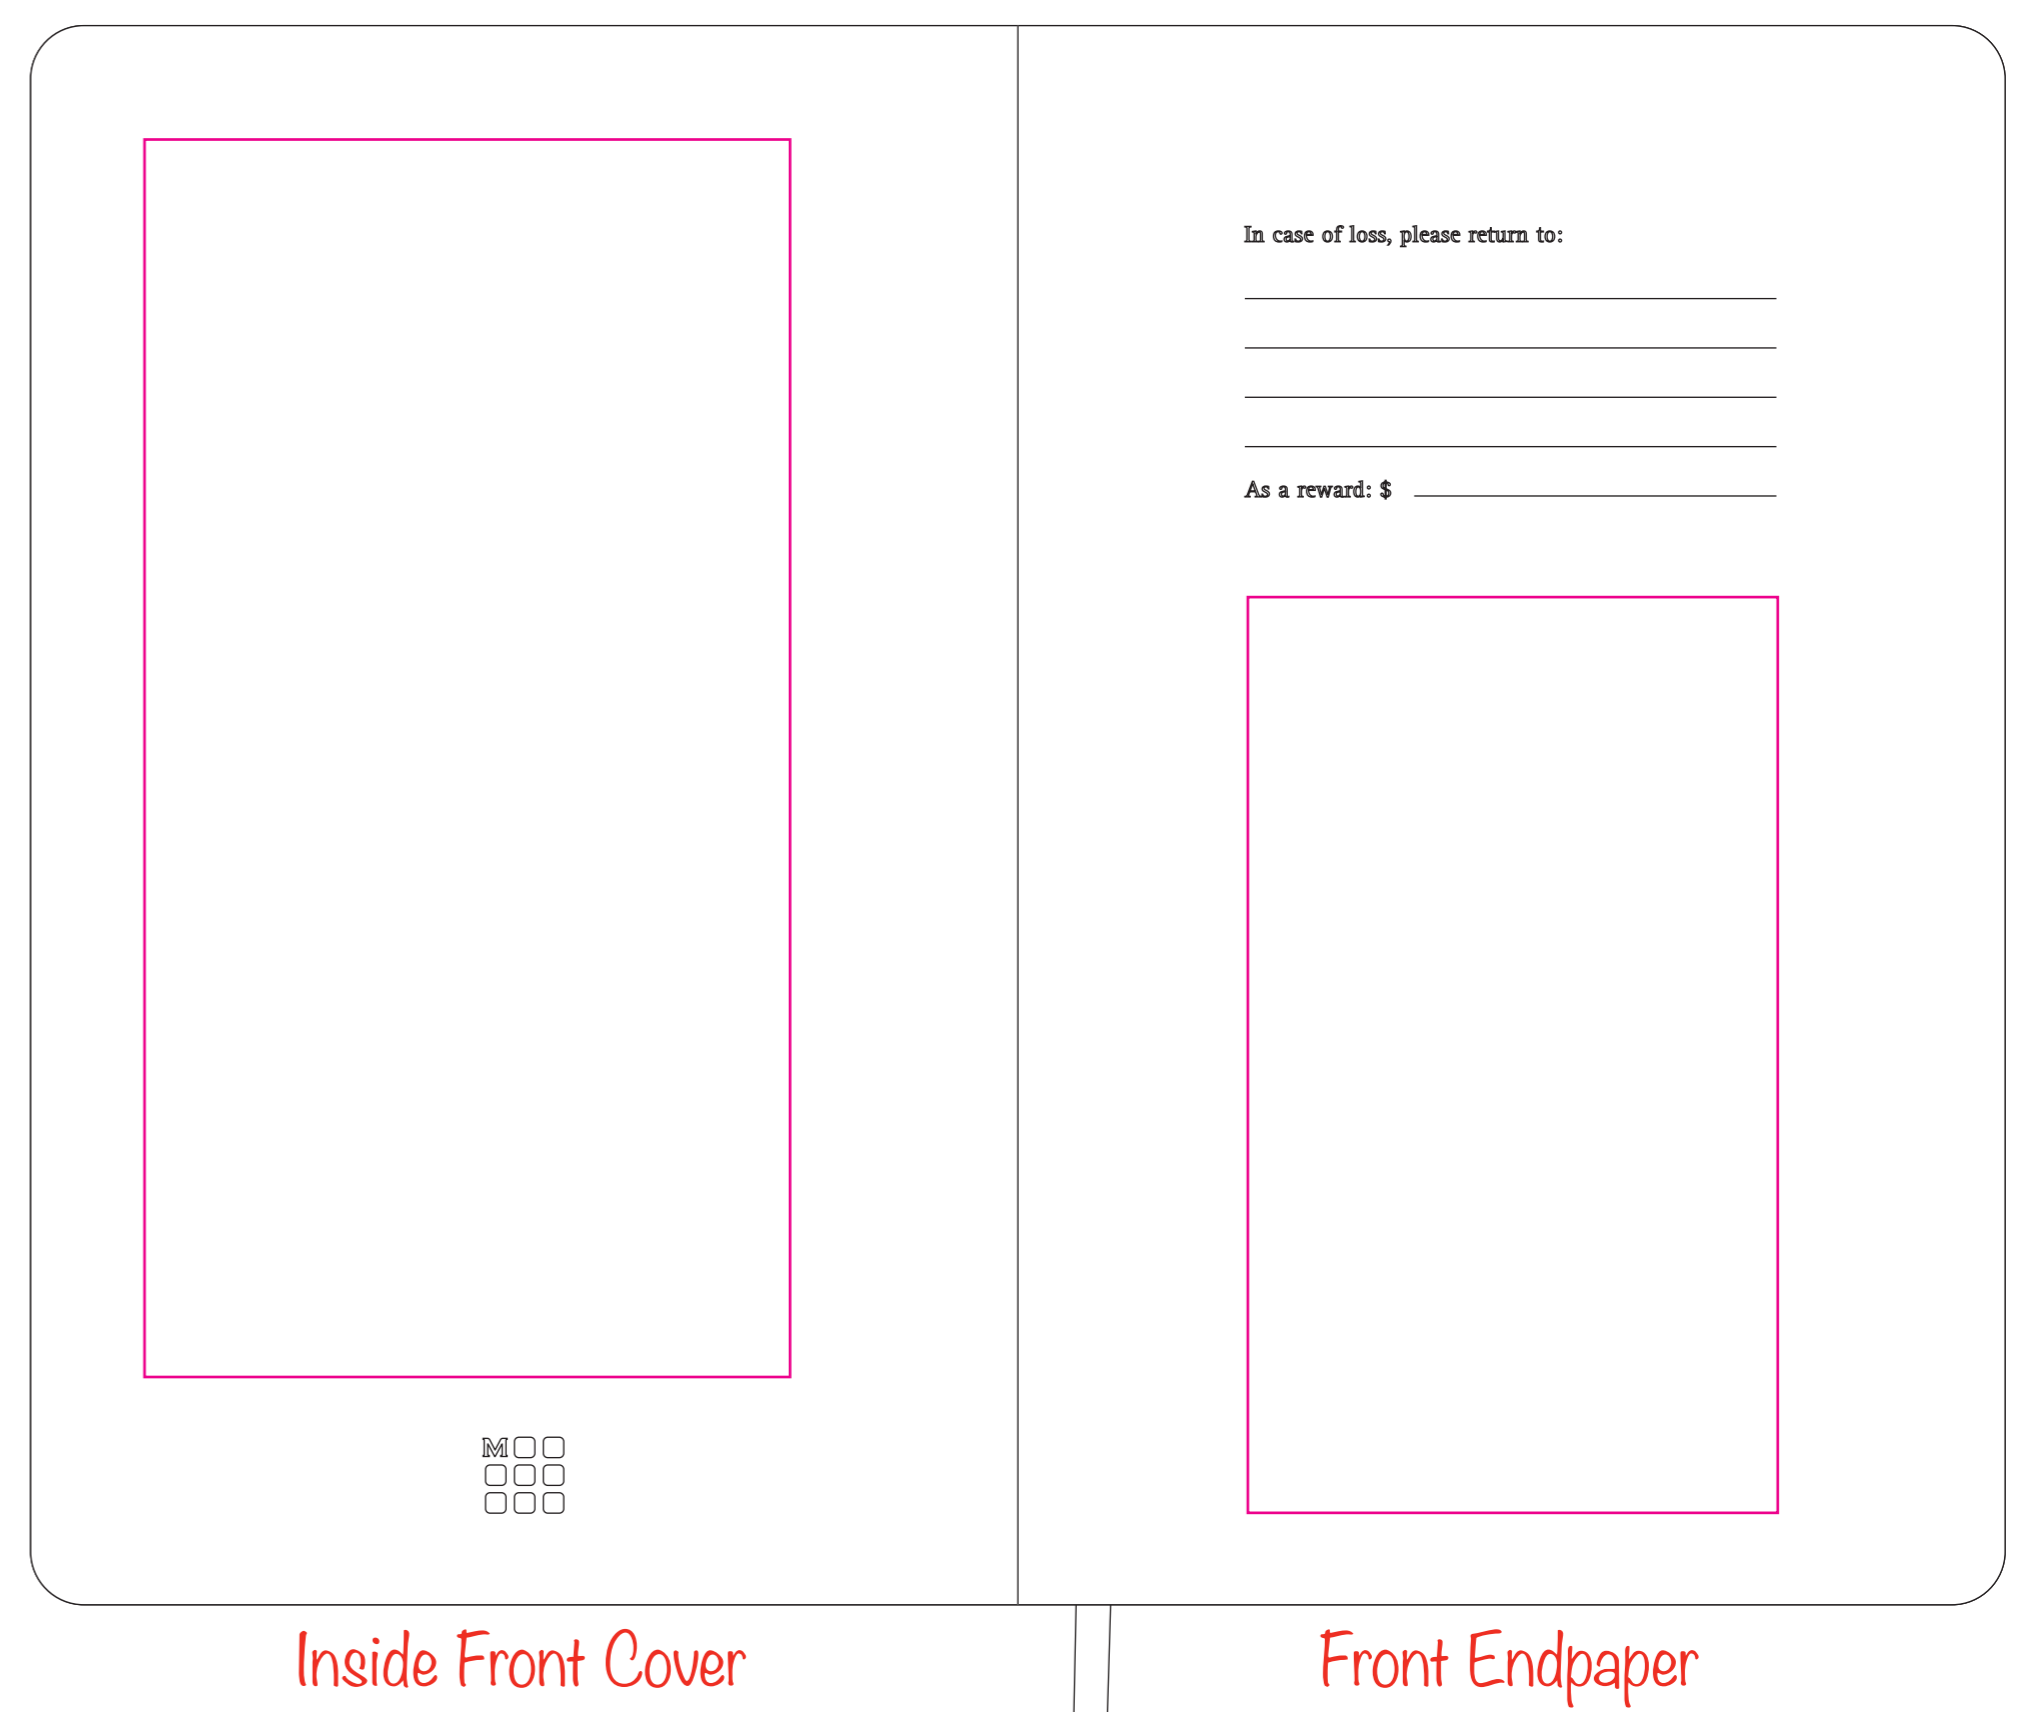 In case of loss, please return to:
As a reward: $
M
Inside Front Cover
Front Endpaper